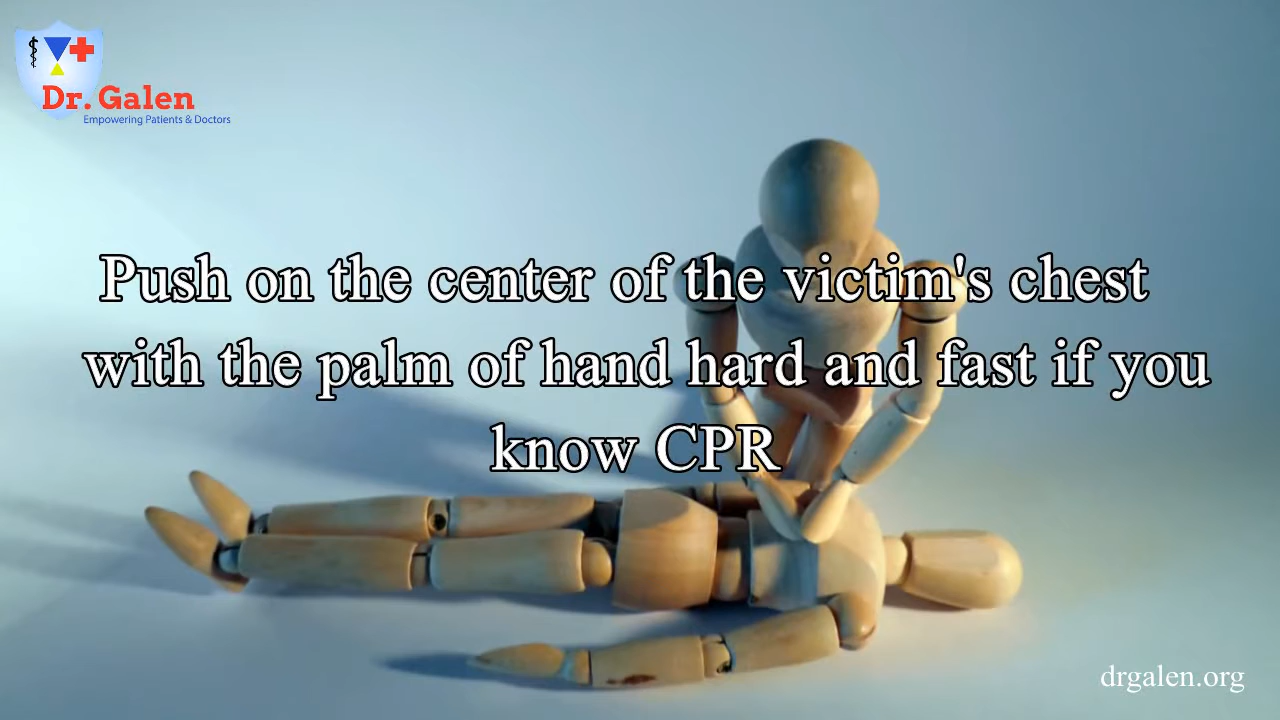 Dr. Galen
Empowering Patients & Doctors
Push on the center of the victim's chest
with the palm of hand hard and fast if you
know CPR
drgalen.org